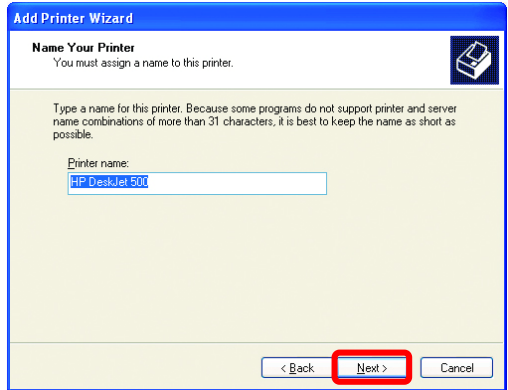 Add Printer Wizard
Name Your Printer
You must assign a name to this printer.
Type a name for this printer. Because some programs do not support printer and server
name combinations of more than 31 characters, it is best to keep the name as short as
possible.
Printer name:
HP DeskJet 500
< Back
Next >
Cancel